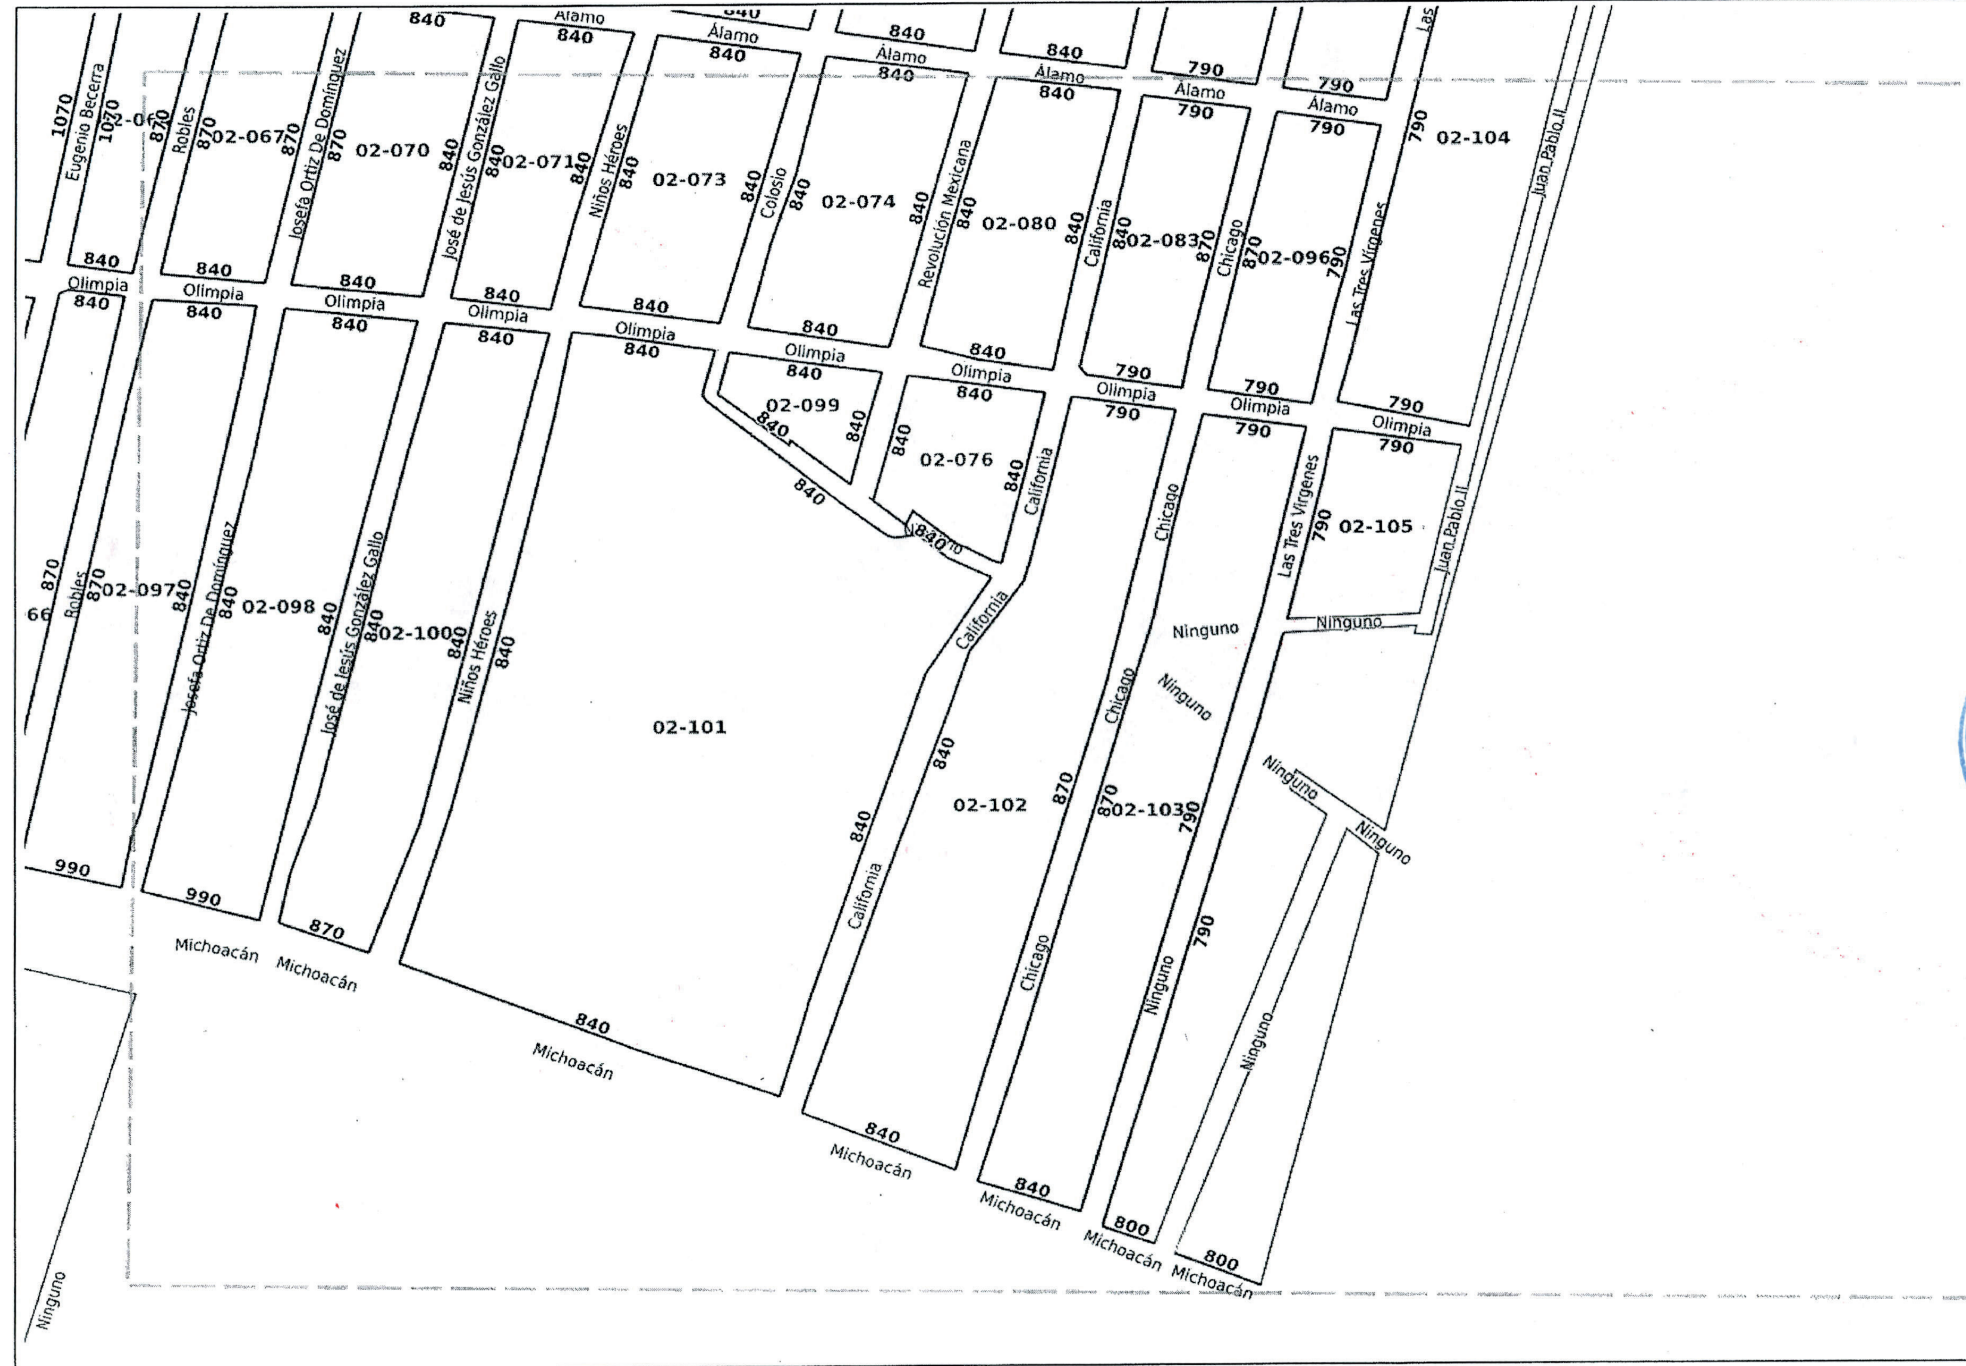 840
Álamo
840
840
Álamo
840
840
Álamo
840
840
Álamo
840
790
Álamo
790
790
Álamo
790
Las
1070
Eugenio Becerra
1070
870
Robles
870
02-067
870
Josefa Ortiz De Domínguez
870
02-070
840
José de Jesús González Gallo
840
02-071
840
Niños Héroes
840
02-073
840
Colosio
840
02-074
840
Revolución Mexicana
840
02-080
840
California
840
02-083
870
Chicago
870
02-096
790
Las Tres Vírgenes
790
02-104
Juan Pablo II
840
Olimpia
840
840
Olimpia
840
840
Olimpia
840
840
Olimpia
840
840
Olimpia
840
840
Olimpia
840
840
Olimpia
840
790
Olimpia
790
790
Olimpia
790
790
Olimpia
790
02-099
840
840
840
840
02-076
840
California
840
Chicago
Las Tres Vírgenes
790
02-105
Juan Pablo II
Ninguno
66
870
Robles
870
02-097
840
Josefa Ortiz De Domínguez
840
02-098
840
José de Jesús González Gallo
840
02-100
840
Niños Héroes
840
02-101
California
Ninguno
Ninguno
Chicago
840
02-102
870
870
02-103
790
Ninguno
Ninguno
840
California
Chicago
Ninguno
790
Ninguno
990
990
Michoacán
870
Michoacán
840
Michoacán
840
Michoacán
840
Michoacán
800
Michoacán
800
Michoacán
Ninguno